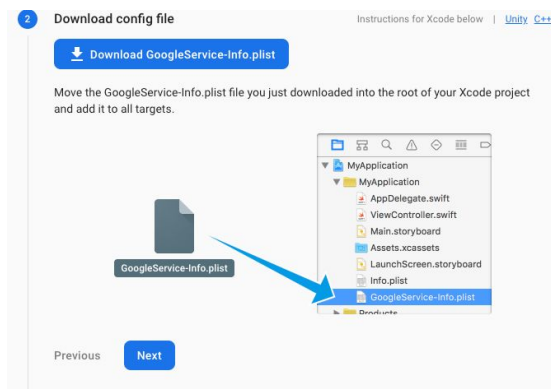 2 Download config file Instructions for Xcode below | Unity C++
Download GoogleService-Info.plist
Move the GoogleService-Info.plist file you just downloaded into the root of your Xcode project
and add it to all targets.
MyApplication
MyApplication
AppDelegate.swift
ViewController.swift
Main.storyboard
Assets.xcassets
LaunchScreen.storyboard
Info.plist
GoogleService-Info.plist
GoogleService-Info.plist
Products
Previous Next